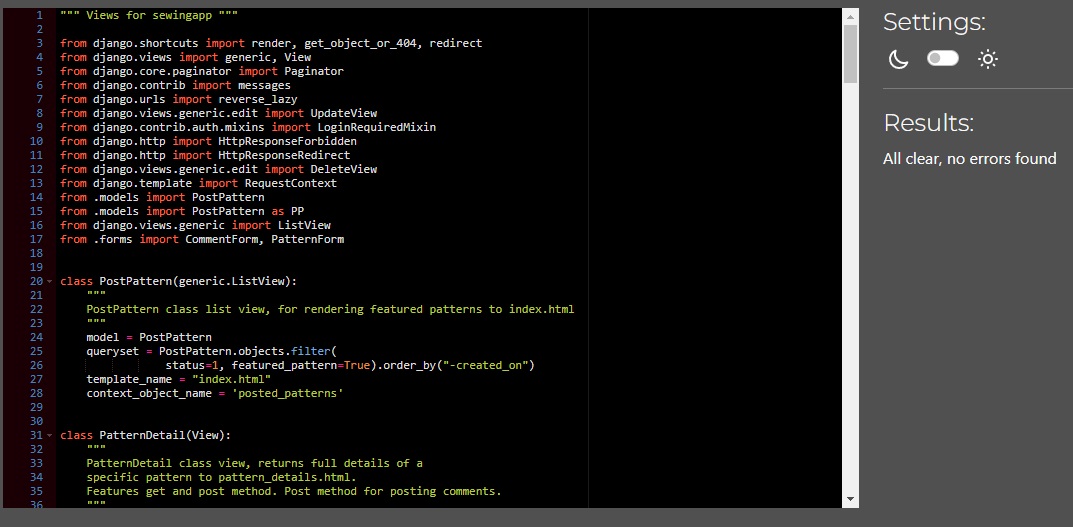 1 """ Views for sewingapp """
2
3 from django.shortcuts import render, get_object_or_404, redirect
4 from django.views import generic, View
5 from django.core.paginator import Paginator
6 from django.contrib import messages
7 from django.urls import reverse_lazy
8 from django.views.generic.edit import UpdateView
9 from django.contrib.auth.mixins import LoginRequiredMixin
10 from django.http import HttpResponseForbidden
11 from django.http import HttpResponseRedirect
12 from django.views.generic.edit import DeleteView
13 from django.template import RequestContext
14 from .models import PostPattern
15 from .models import PostPattern as PP
16 from django.views.generic import ListView
17 from .forms import CommentForm, PatternForm
18
19
20 class PostPattern(generic.ListView):
21     """
22     PostPattern class list view, for rendering featured patterns to index.html
23     """
24     model = PostPattern
25     queryset = PostPattern.objects.filter(
26                 status=1, featured_pattern=True).order_by("-created_on")
27     template_name = "index.html"
28     context_object_name = 'posted_patterns'
29
30
31 class PatternDetail(View):
32     """
33     PatternDetail class view, returns full details of a
34     specific pattern to pattern_details.html.
35     Features get and post method. Post method for posting comments.
36     """
Settings:
Results:
All clear, no errors found